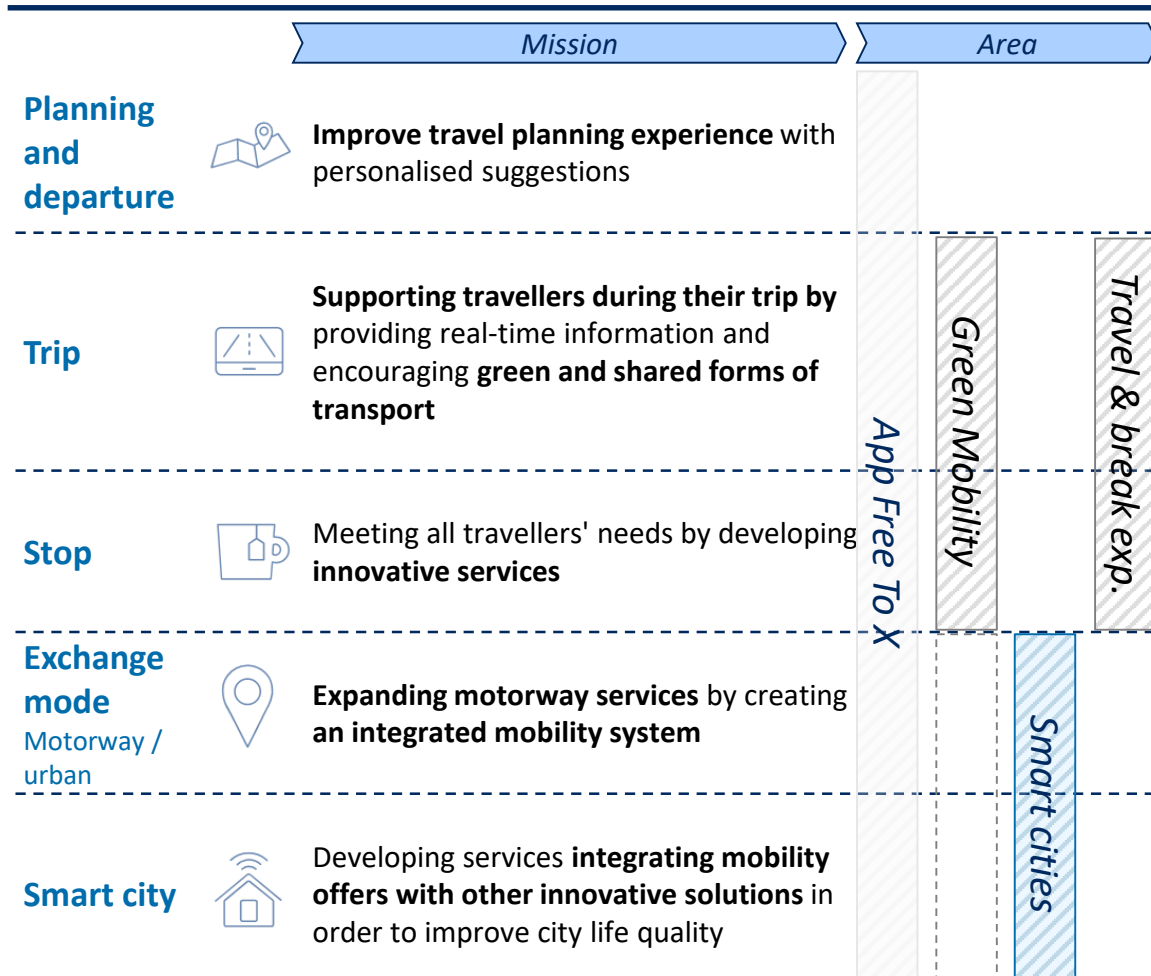 Mission
Area
Planning
and
departure
Improve travel planning experience with
personalised suggestions
Trip
Supporting travellers during their trip by
providing real-time information and
encouraging green and shared forms of
transport
Stop
Meeting all travellers' needs by developing
innovative services
Exchange
mode
Motorway /
urban
Expanding motorway services by creating
an integrated mobility system
Smart city
Developing services integrating mobility
offers with other innovative solutions in
order to improve city life quality
App Free To X
Green Mobility
Smart cities
Travel & break exp.